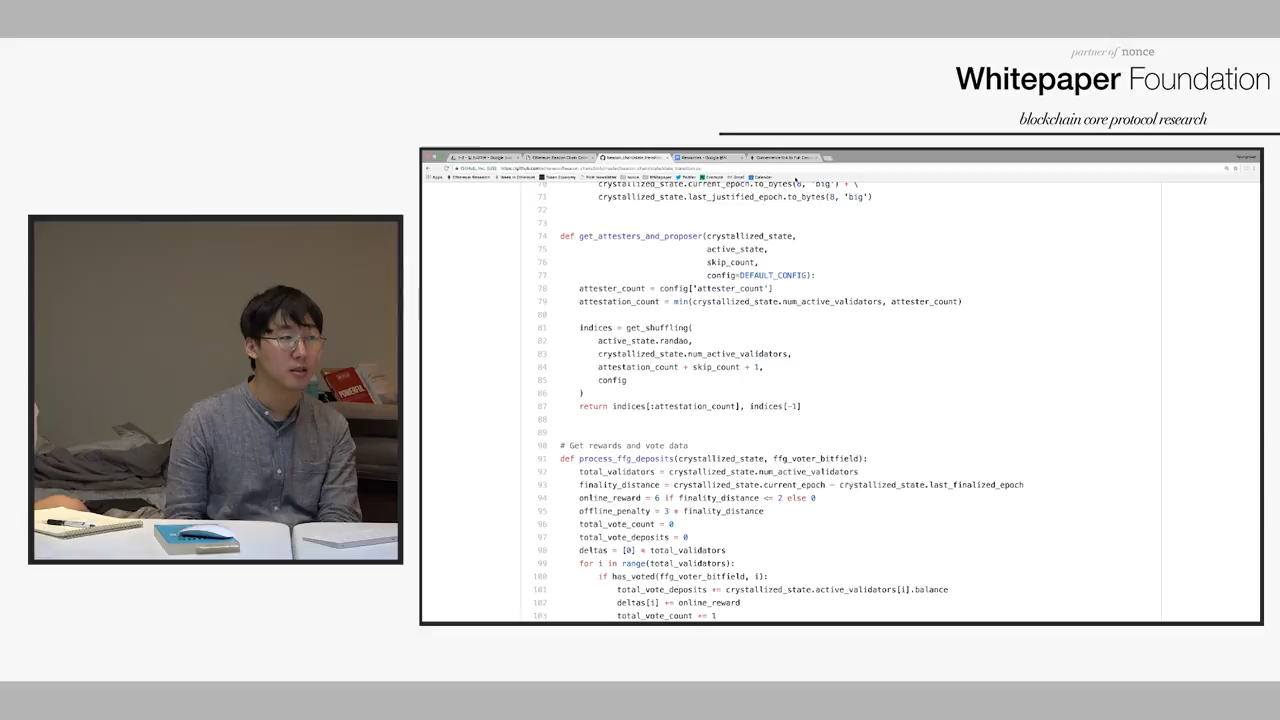 partner of nonce
Whitepaper Foundation
blockchain core protocol research
POWERFUL
70 crystallized_state.current_epoch.to_bytes(8, 'big') + \
71 crystallized_state.last_justified_epoch.to_bytes(8, 'big')
72
73
74 def get_attesters_and_proposer(crystallized_state,
75 active_state,
76 skip_count,
77 config=DEFAULT_CONFIG):
78 attester_count = config['attester_count']
79 attestation_count = min(crystallized_state.num_active_validators, attester_count)
80
81 indices = get_shuffling(
82 active_state.randao,
83 crystallized_state.num_active_validators,
84 attestation_count + skip_count + 1,
85 config
86 )
87 return indices[:attestation_count], indices[-1]
88
89
90 # Get rewards and vote data
91 def process_ffg_deposits(crystallized_state, ffg_voter_bitfield):
92 total_validators = crystallized_state.num_active_validators
93 finality_distance = crystallized_state.current_epoch - crystallized_state.last_finalized_epoch
94 online_reward = 6 if finality_distance <= 2 else 0
95 offline_penalty = 3 * finality_distance
96 total_vote_count = 0
97 total_vote_deposits = 0
98 deltas = [0] * total_validators
99 for i in range(total_validators):
100 if has_voted(ffg_voter_bitfield, i):
101 total_vote_deposits += crystallized_state.active_validators[i].balance
102 deltas[i] += online_reward
103 total_vote_count += 1